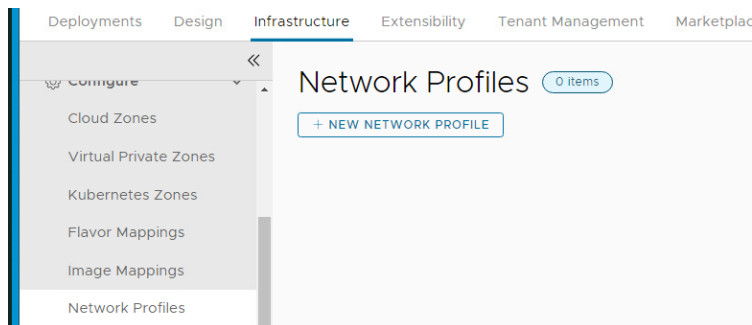 Deployments Design Infrastructure Extensibility Tenant Management
Configure
Cloud Zones
Virtual Private Zones
Kubernetes Zones
Flavor Mappings
Image Mappings
Network Profiles
Network Profiles 0 items
+ NEW NETWORK PROFILE